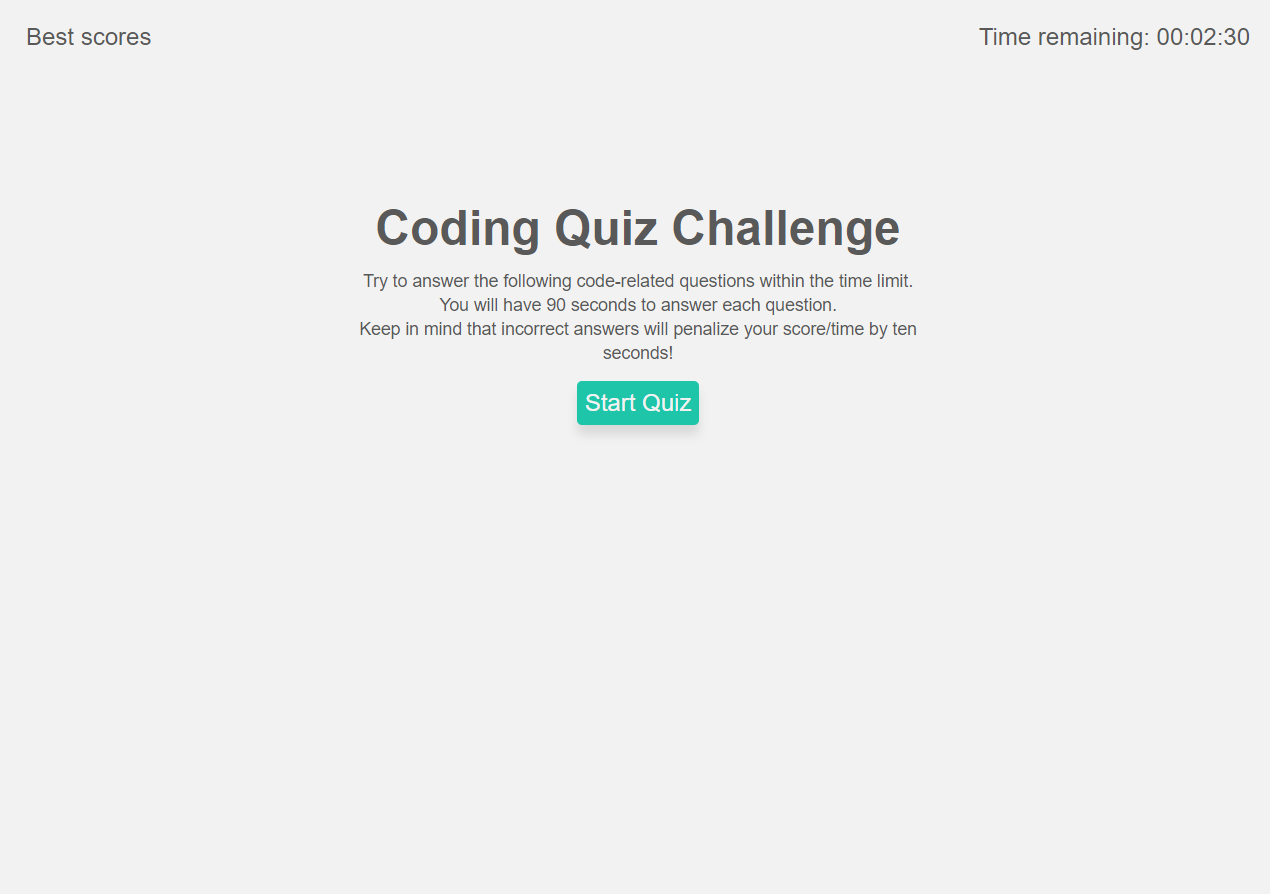 Best scores
Time remaining: 00:02:30
Coding Quiz Challenge
Try to answer the following code-related questions within the time limit.
You will have 90 seconds to answer each question.
Keep in mind that incorrect answers will penalize your score/time by ten
seconds!
Start Quiz